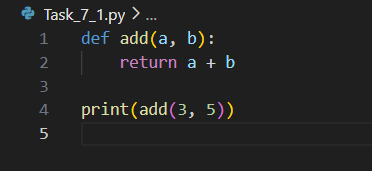 Task_7_1.py > ...
1 def add(a, b):
2     return a + b
3
4 print(add(3, 5))
5